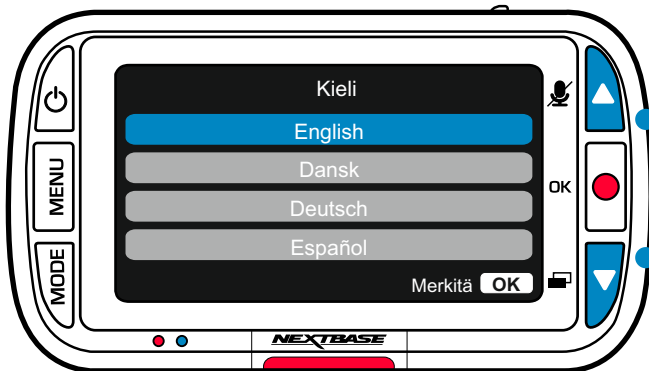 Kieli
English
Dansk
Deutsch
Español
Merkitä OK
MENU
MODE
OK
NEXTBASE